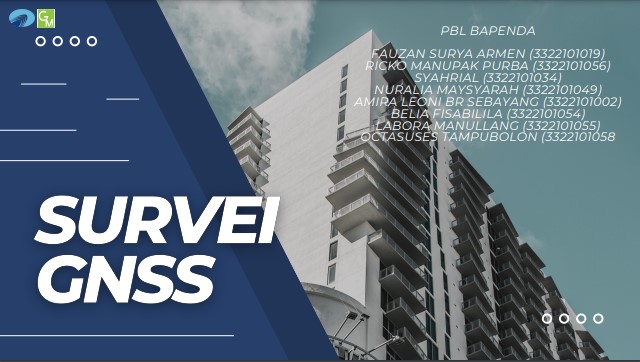 GM
PBL BAPENDA
FAUZAN SURYA ARMEN (3322101019)
RICKO MANUPAK PURBA (3322101056)
SYAHRIAL (3322101034)
NURALIA MAYSYARAH (3322101049)
AMIRA LEONI BR SEBAYANG (3322101002)
BELIA FISABILILA (3322101054)
LABORA MANULLANG (3322101055)
OCTASUSES TAMPUBOLON (3322101058
SURVEI
GNSS